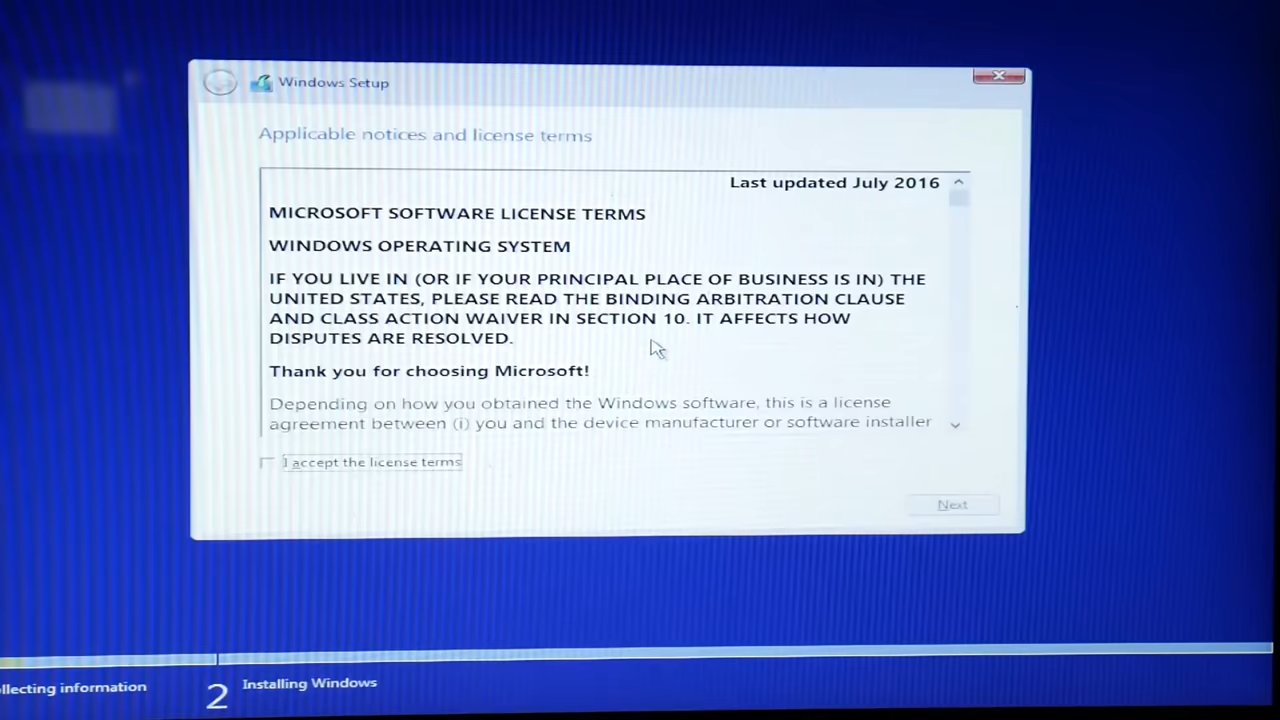 Windows Setup
Applicable notices and license terms
Last updated July 2016
MICROSOFT SOFTWARE LICENSE TERMS
WINDOWS OPERATING SYSTEM
IF YOU LIVE IN (OR IF YOUR PRINCIPAL PLACE OF BUSINESS IS IN) THE
UNITED STATES, PLEASE READ THE BINDING ARBITRATION CLAUSE
AND CLASS ACTION WAIVER IN SECTION 10. IT AFFECTS HOW
DISPUTES ARE RESOLVED.
Thank you for choosing Microsoft!
Depending on how you obtained the Windows software, this is a license
agreement between (i) you and the device manufacturer or software installer
I accept the license terms
Next
llecting information
2 Installing Windows